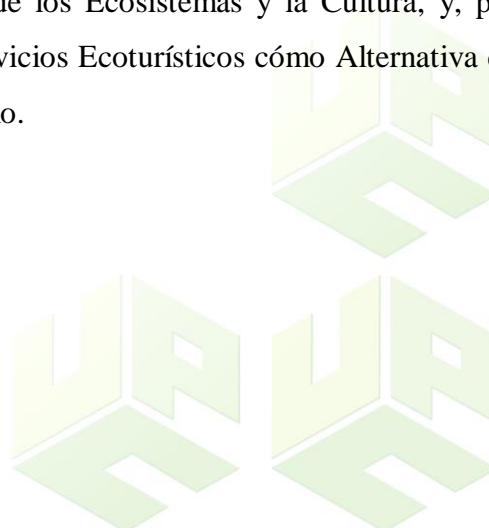 de los Ecosistemas y la Cultura, y, p
vicios Ecoturísticos cómo Alternativa
o.